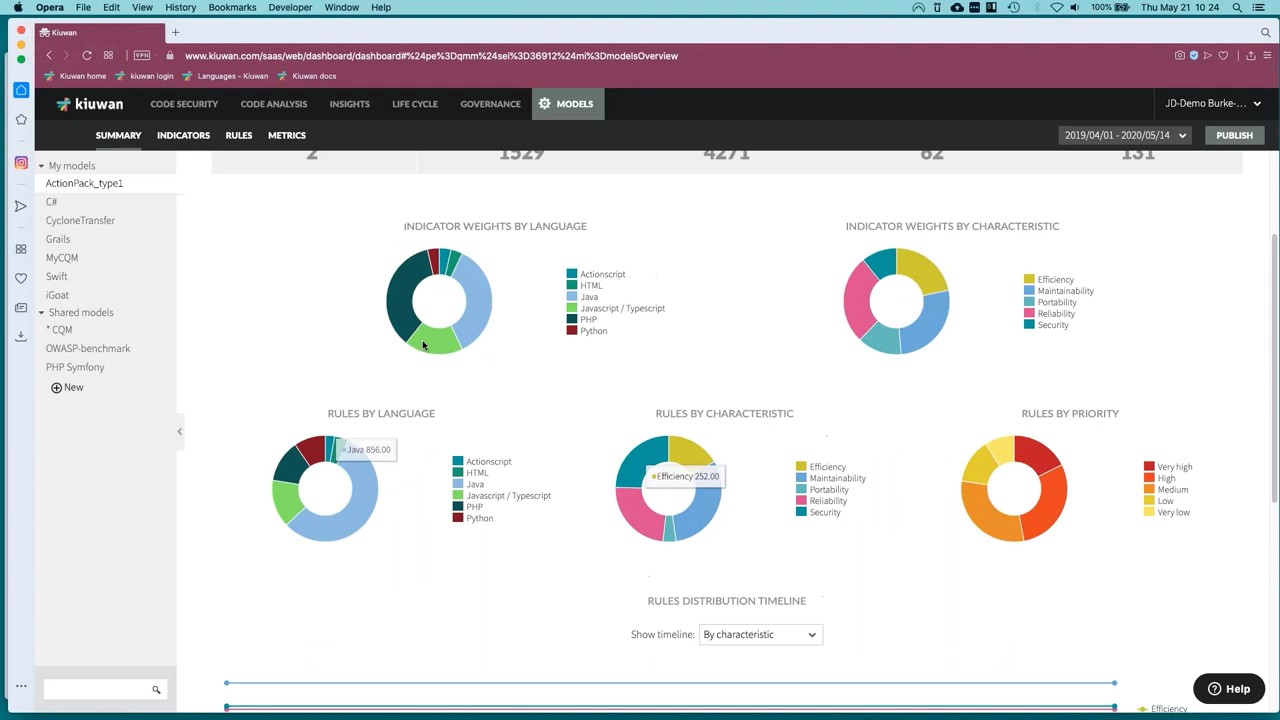 Opera File Edit View History Bookmarks Developer Window Help 100% Thu May 21 10 24
Kiuwan
VPN www.kiuwan.com/saas/web/dashboard/dashboard#%24pe%3Dqmm%24sei%3D36912%24mi%3DmodelsOverview
Kiuwan home kiuwan login Languages - Kiuwan Kiuwan docs
kiuwan CODE SECURITY CODE ANALYSIS INSIGHTS LIFE CYCLE GOVERNANCE MODELS JD-Demo Burke-...
SUMMARY INDICATORS RULES METRICS 2019/04/01 - 2020/05/14 PUBLISH
My models
ActionPack_type1
C#
CycloneTransfer
Grails
MyCQM
Swift
iGoat
Shared models
* CQM
OWASP-benchmark
PHP Symfony
New
2 1529 4271 82 131
INDICATOR WEIGHTS BY LANGUAGE
Actionscript
HTML
Java
Javascript / Typescript
PHP
Python
INDICATOR WEIGHTS BY CHARACTERISTIC
Efficiency
Maintainability
Portability
Reliability
Security
RULES BY LANGUAGE
Java 856.00
Actionscript
HTML
Java
Javascript / Typescript
PHP
Python
RULES BY CHARACTERISTIC
Efficiency 252.00
Efficiency
Maintainability
Portability
Reliability
Security
RULES BY PRIORITY
Very high
High
Medium
Low
Very low
RULES DISTRIBUTION TIMELINE
Show timeline: By characteristic
Efficiency
Help